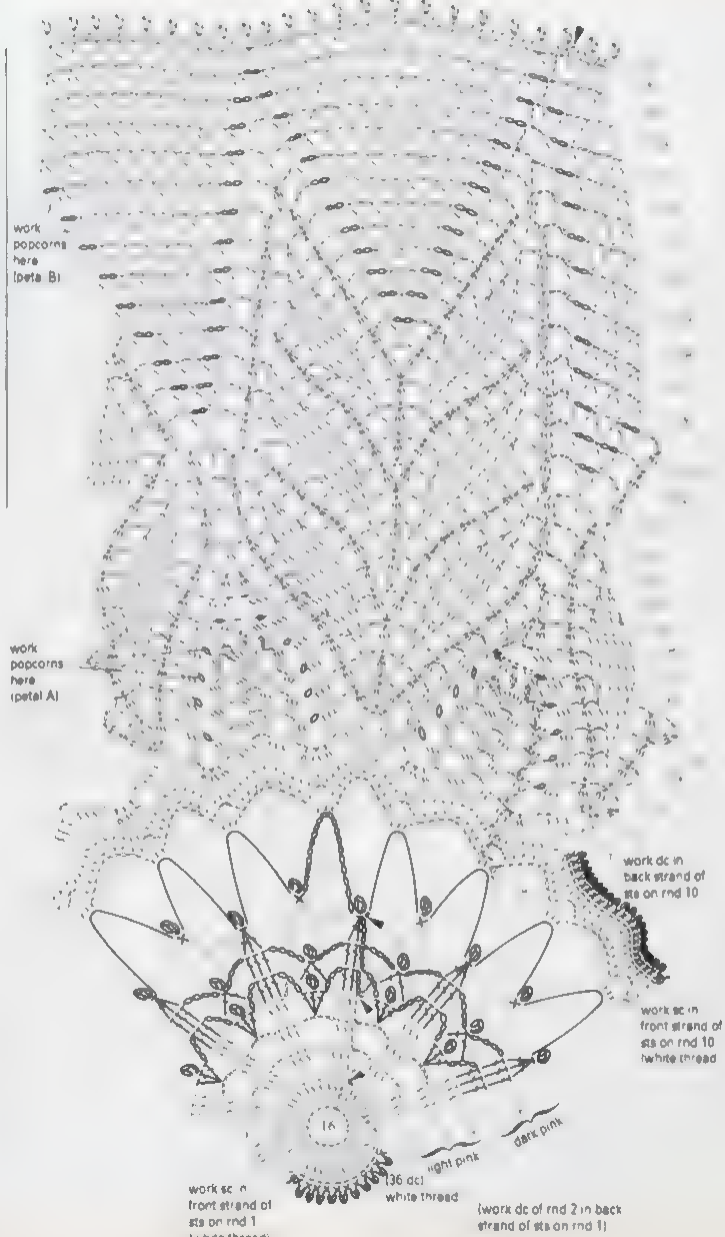 work
popcorns
here
(petal B)
work
popcorns
here
(petal A)
work dc in
back strand of
sts on rnd 10
work sc in
front strand of
sts on rnd 10
(white thread
16
dark pink
light pink
(36 dc)
white thread
work sc in
front strand of
sts on rnd 1
(white thread)
(work dc of rnd 2 in back
strand of sts on rnd 1)